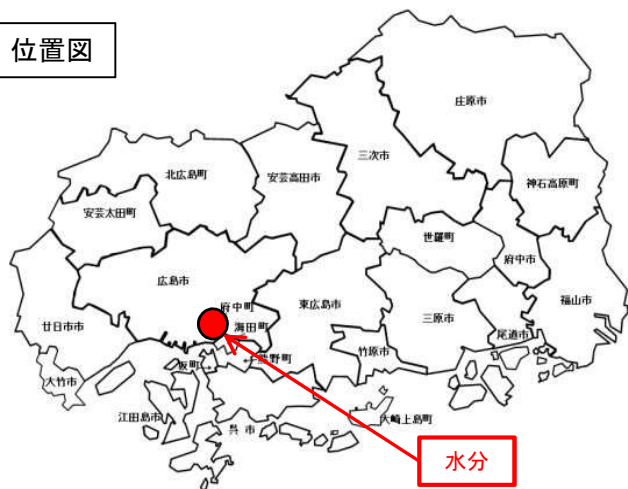 位置図
庄原市
三次市
北広島町
安芸高田市
神石高原町
安芸太田町
世羅町
府中市
広島市
東広島市
福山市
府中町
三原市
廿日市市
海田町
尾道市
竹原市
坂町
熊野町
大竹市
江田島市
呉市
大崎上島町
水分